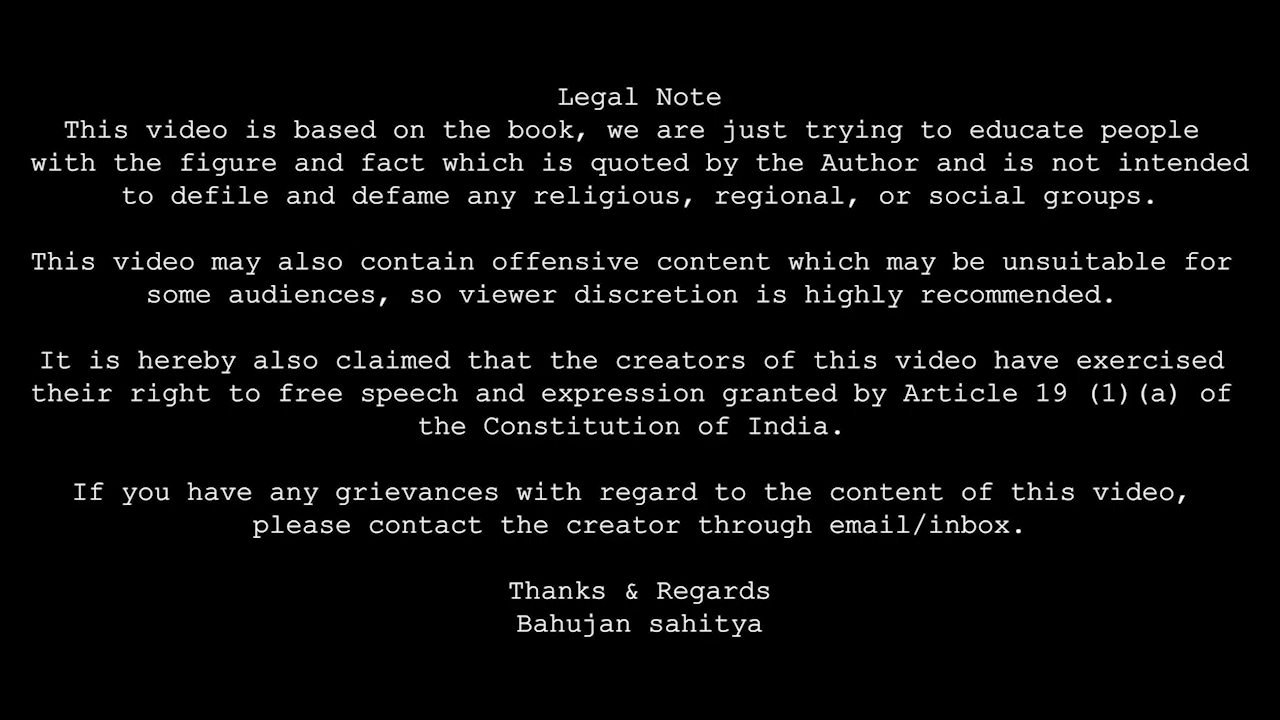 Legal Note
This video is based on the book, we are just trying to educate people
with the figure and fact which is quoted by the Author and is not intended
to defile and defame any religious, regional, or social groups.
This video may also contain offensive content which may be unsuitable for
some audiences, so viewer discretion is highly recommended.
It is hereby also claimed that the creators of this video have exercised
their right to free speech and expression granted by Article 19 (1)(a) of
the Constitution of India.
If you have any grievances with regard to the content of this video,
please contact the creator through email/inbox.
Thanks & Regards
Bahujan sahitya